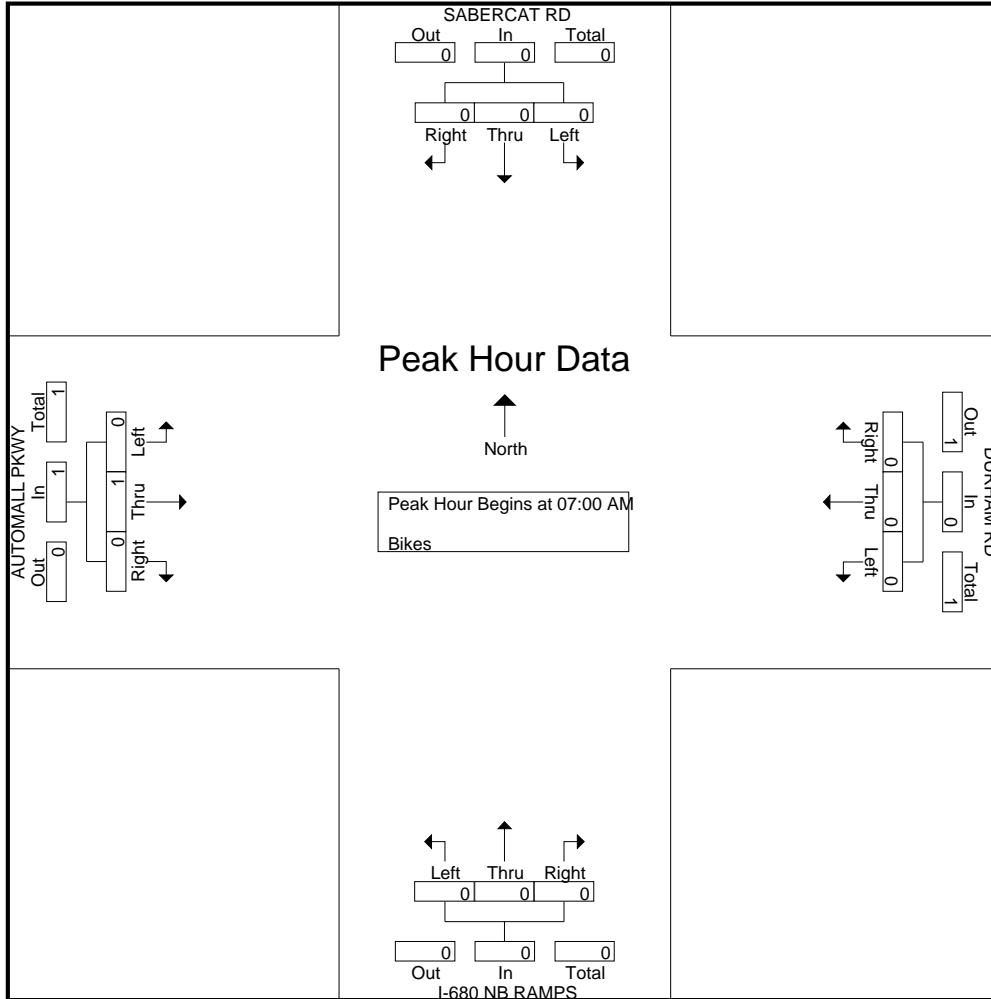 SABERCAT RD
Out In Total
0 0 0
0 0 0
Right Thru Left
Peak Hour Data
North
Peak Hour Begins at 07:00 AM
Bikes
AUTOMALL PKWY
Total In Out
1 1 0
0 1 0
Left Thru Right
DURHAM RD
Out In Total
1 0 1
0 0 0
Right Thru Left
Left Thru Right
0 0 0
0 0 0
Out In Total
I-680 NB RAMPS